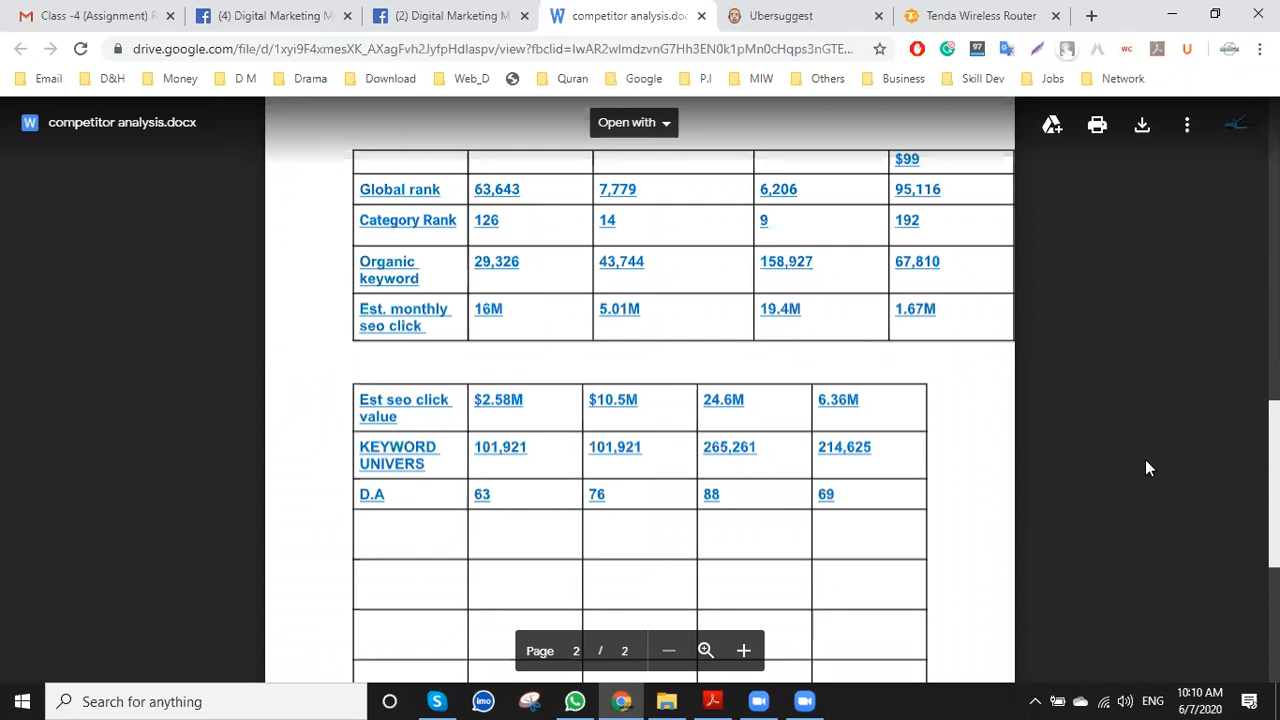 Class -4 (Assignment) R
(4) Digital Marketing M
(2) Digital Marketing M
competitor analysis.doc
Ubersuggest
Tenda Wireless Router
drive.google.com/file/d/1xyi9F4xmesXK_AXagFvh2JyfpHdlaspv/view?fbclid=IwAR2wlmdzvnG7Hh3EN0k1pMn0cHqps3nGTE...
97
WC
Email
D&H
Money
D M
Drama
Download
Web_D
Quran
Google
P.I
MIW
Others
Business
Skill Dev
Jobs
Network
W competitor analysis.docx
Open with
$99
Global rank 63,643 7,779 6,206 95,116
Category Rank 126 14 9 192
Organic keyword 29,326 43,744 158,927 67,810
Est. monthly seo click 16M 5.01M 19.4M 1.67M
Est seo click value $2.58M $10.5M 24.6M 6.36M
KEYWORD UNIVERS 101,921 101,921 265,261 214,625
D.A 63 76 88 69
Page 2 / 2
Search for anything
imo
ENG
10:10 AM
6/7/2020